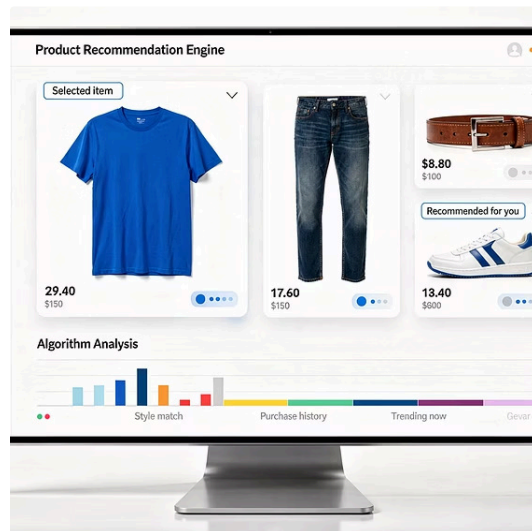 Product Recommendation Engine
Selected item
29.40
$150
17.60
$150
$8.80
$100
Recommended for you
13.40
Algorithm Analysis
Style match
Purchase history
Trending now
Gevar